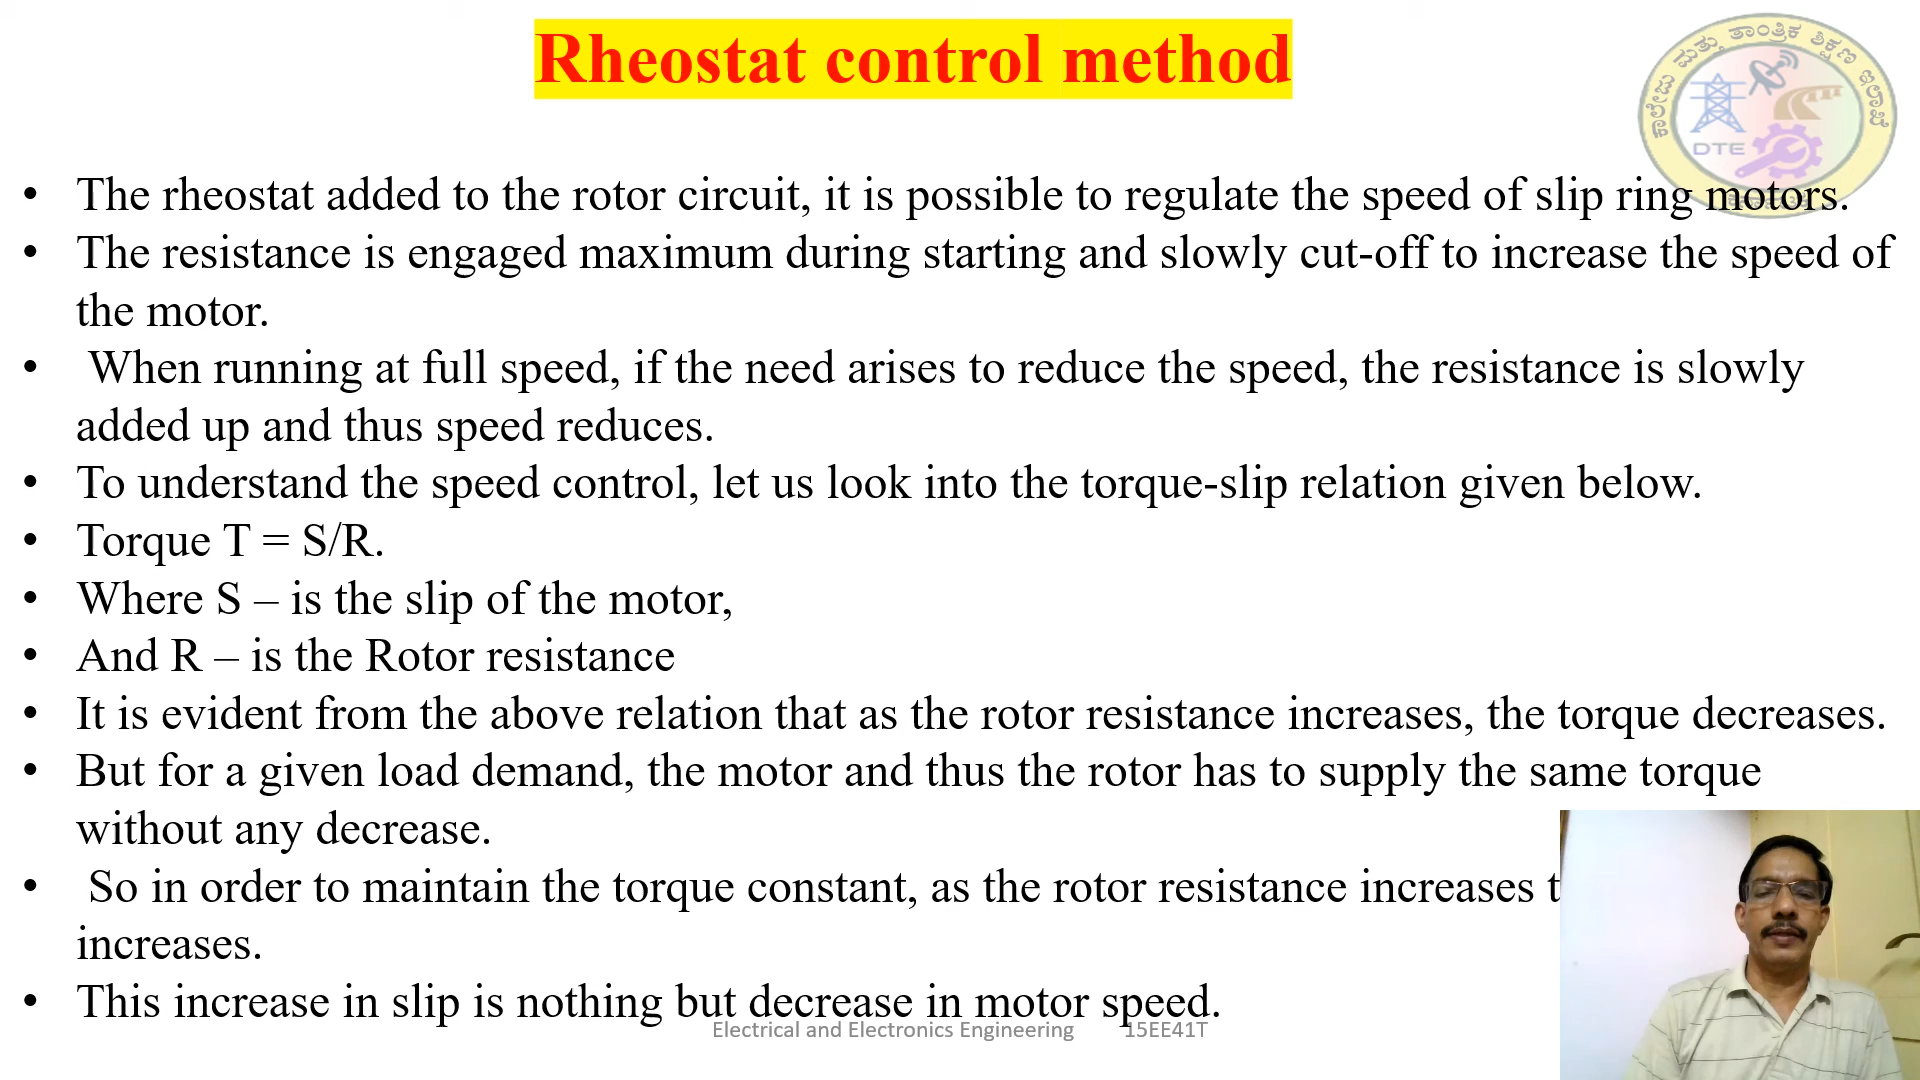 Rheostat control method
ಕಾಲೇಜು ಮತ್ತು ತಾಂತ್ರಿಕ ಶಿಕ್ಷಣ ಇಲಾಖೆ
DTE
• The rheostat added to the rotor circuit, it is possible to regulate the speed of slip ring motors.
• The resistance is engaged maximum during starting and slowly cut-off to increase the speed of
the motor.
• When running at full speed, if the need arises to reduce the speed, the resistance is slowly
added up and thus speed reduces.
• To understand the speed control, let us look into the torque-slip relation given below.
• Torque T = S/R.
• Where S – is the slip of the motor,
• And R – is the Rotor resistance
• It is evident from the above relation that as the rotor resistance increases, the torque decreases.
• But for a given load demand, the motor and thus the rotor has to supply the same torque
without any decrease.
• So in order to maintain the torque constant, as the rotor resistance increases t
increases.
• This increase in slip is nothing but decrease in motor speed.
Electrical and Electronics Engineering 15EE41T